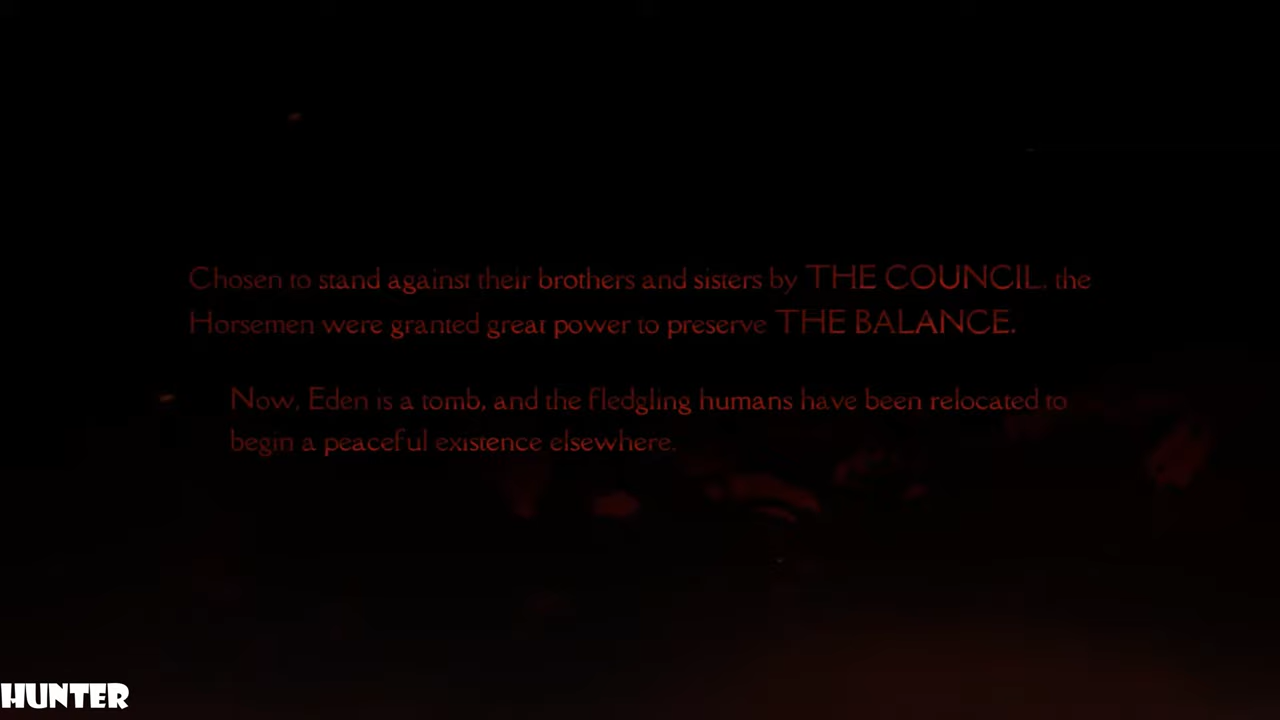 Chosen to stand against their brothers and sisters by THE COUNCIL, the
Horsemen were granted great power to preserve THE BALANCE.
Now, Eden is a tomb, and the fledgling humans have been relocated to
begin a peaceful existence elsewhere.
HUNTER